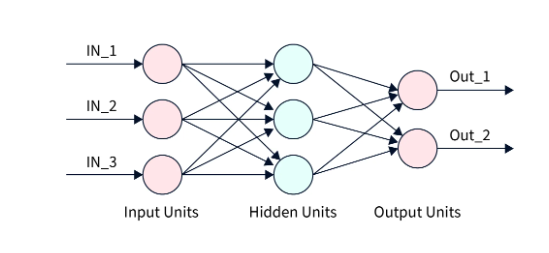 IN_1
Out_1
IN_2
Out_2
IN_3
Input Units
Hidden Units
Output Units